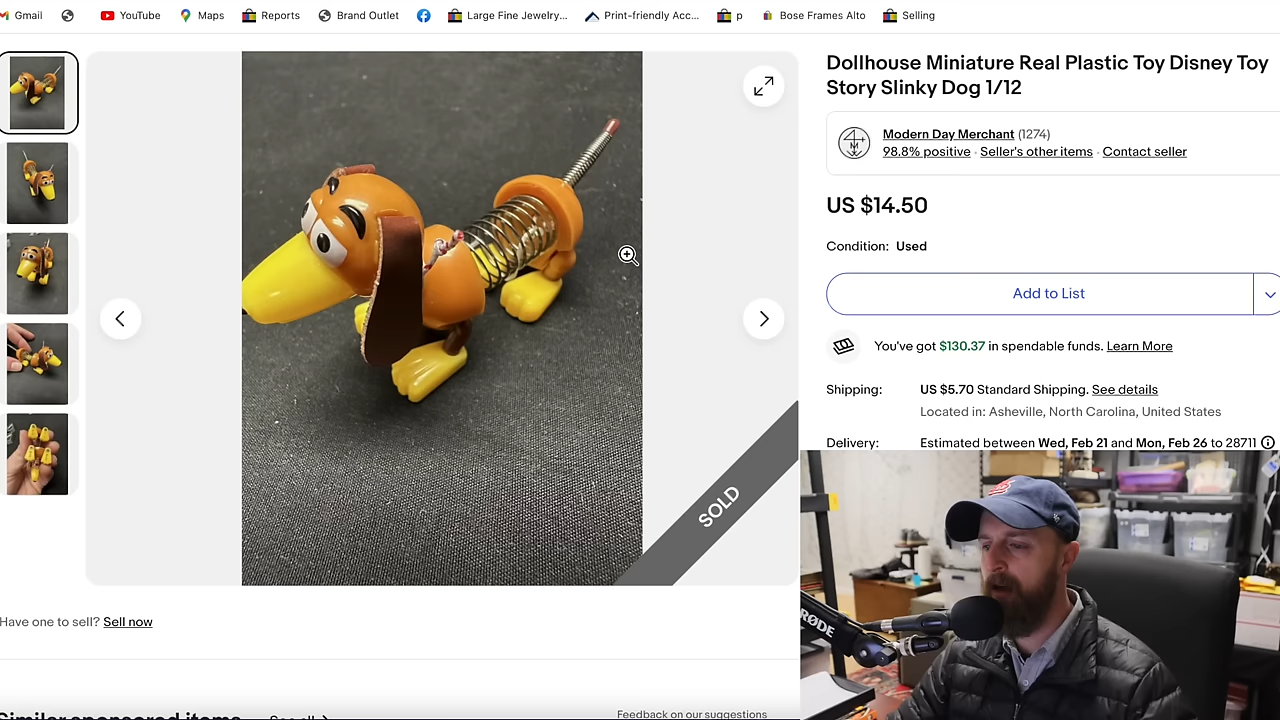 Gmail
YouTube
Maps
Reports
Brand Outlet
Large Fine Jewelry...
Print-friendly Acc...
p
Bose Frames Alto
Selling
Dollhouse Miniature Real Plastic Toy Disney Toy
Story Slinky Dog 1/12
Modern Day Merchant (1274)
98.8% positive · Seller's other items · Contact seller
US $14.50
Condition: Used
Add to List
You've got $130.37 in spendable funds. Learn More
Shipping: US $5.70 Standard Shipping. See details
Located in: Asheville, North Carolina, United States
Delivery: Estimated between Wed, Feb 21 and Mon, Feb 26 to 28711
SOLD
RØDE
Have one to sell? Sell now
Similar sponsored items See all
Feedback on our suggestions